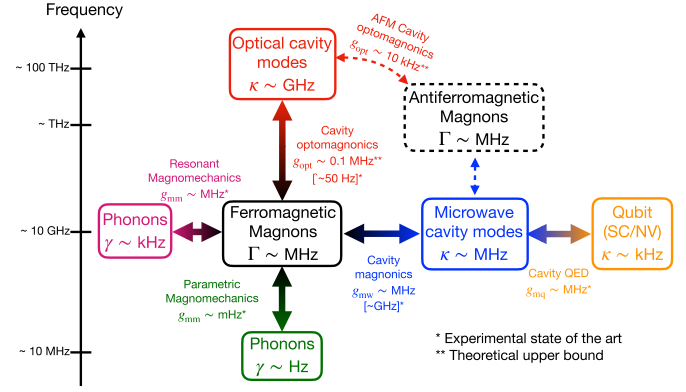 Frequency
~ 100 THz
~ THz
~ 10 GHz
~ 10 MHz
Optical cavity
modes
κ ∼ GHz
AFM Cavity
optomagnonics
g_opt ∼ 10 kHz**
Antiferromagnetic
Magnons
Γ ∼ MHz
Cavity
optomagnonics
g_opt ∼ 0.1 MHz**
[~50 Hz]*
Resonant
Magnomechanics
g_mm ∼ MHz*
Phonons
γ ∼ kHz
Ferromagnetic
Magnons
Γ ∼ MHz
Microwave
cavity modes
κ ∼ MHz
Qubit
(SC/NV)
κ ∼ kHz
Cavity
magnonics
g_mw ∼ MHz
[~GHz]*
Cavity QED
g_mq ∼ MHz*
Parametric
Magnomechanics
g_mm ∼ mHz*
Phonons
γ ∼ Hz
* Experimental state of the art
** Theoretical upper bound